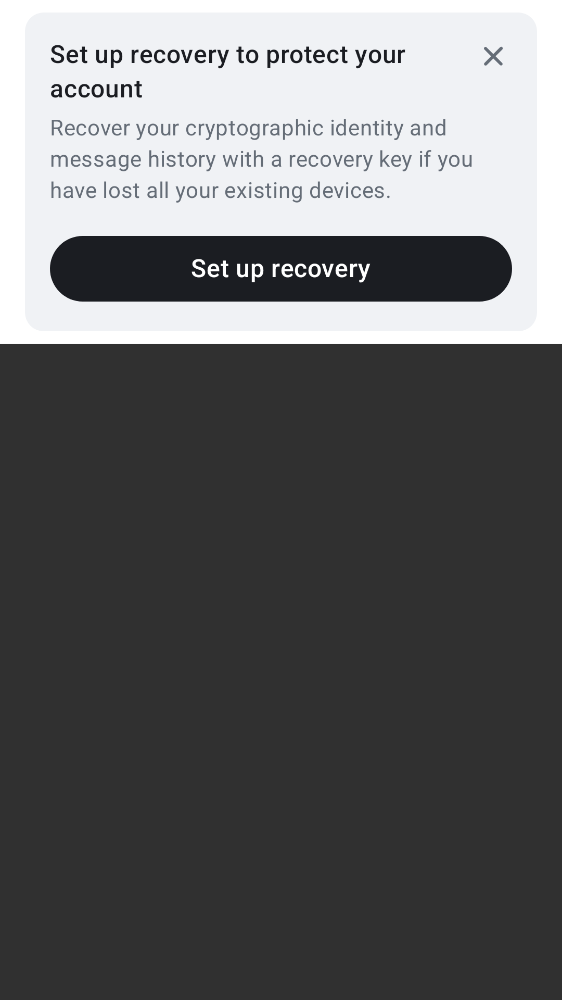 Set up recovery to protect your
account
Recover your cryptographic identity and
message history with a recovery key if you
have lost all your existing devices.
Set up recovery